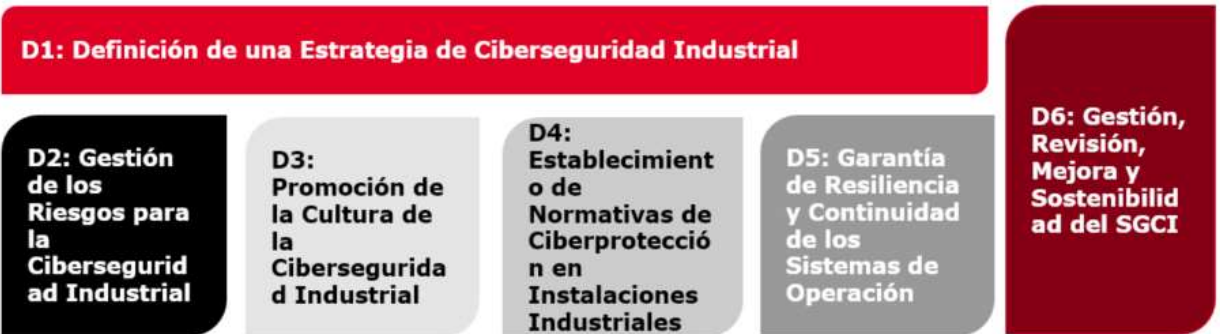 D1: Definición de una Estrategia de Ciberseguridad Industrial
D2: Gestión
de los
Riesgos para
la
Cibersegurid
ad Industrial
D3:
Promoción de
la Cultura de
la
Cibersegurida
d Industrial
D4:
Establecimient
o de
Normativas de
Ciberprotecció
n en
Instalaciones
Industriales
D5: Garantía
de Resiliencia
y Continuidad
de los
Sistemas de
Operación
D6: Gestión,
Revisión,
Mejora y
Sostenibilid
ad del SGCI